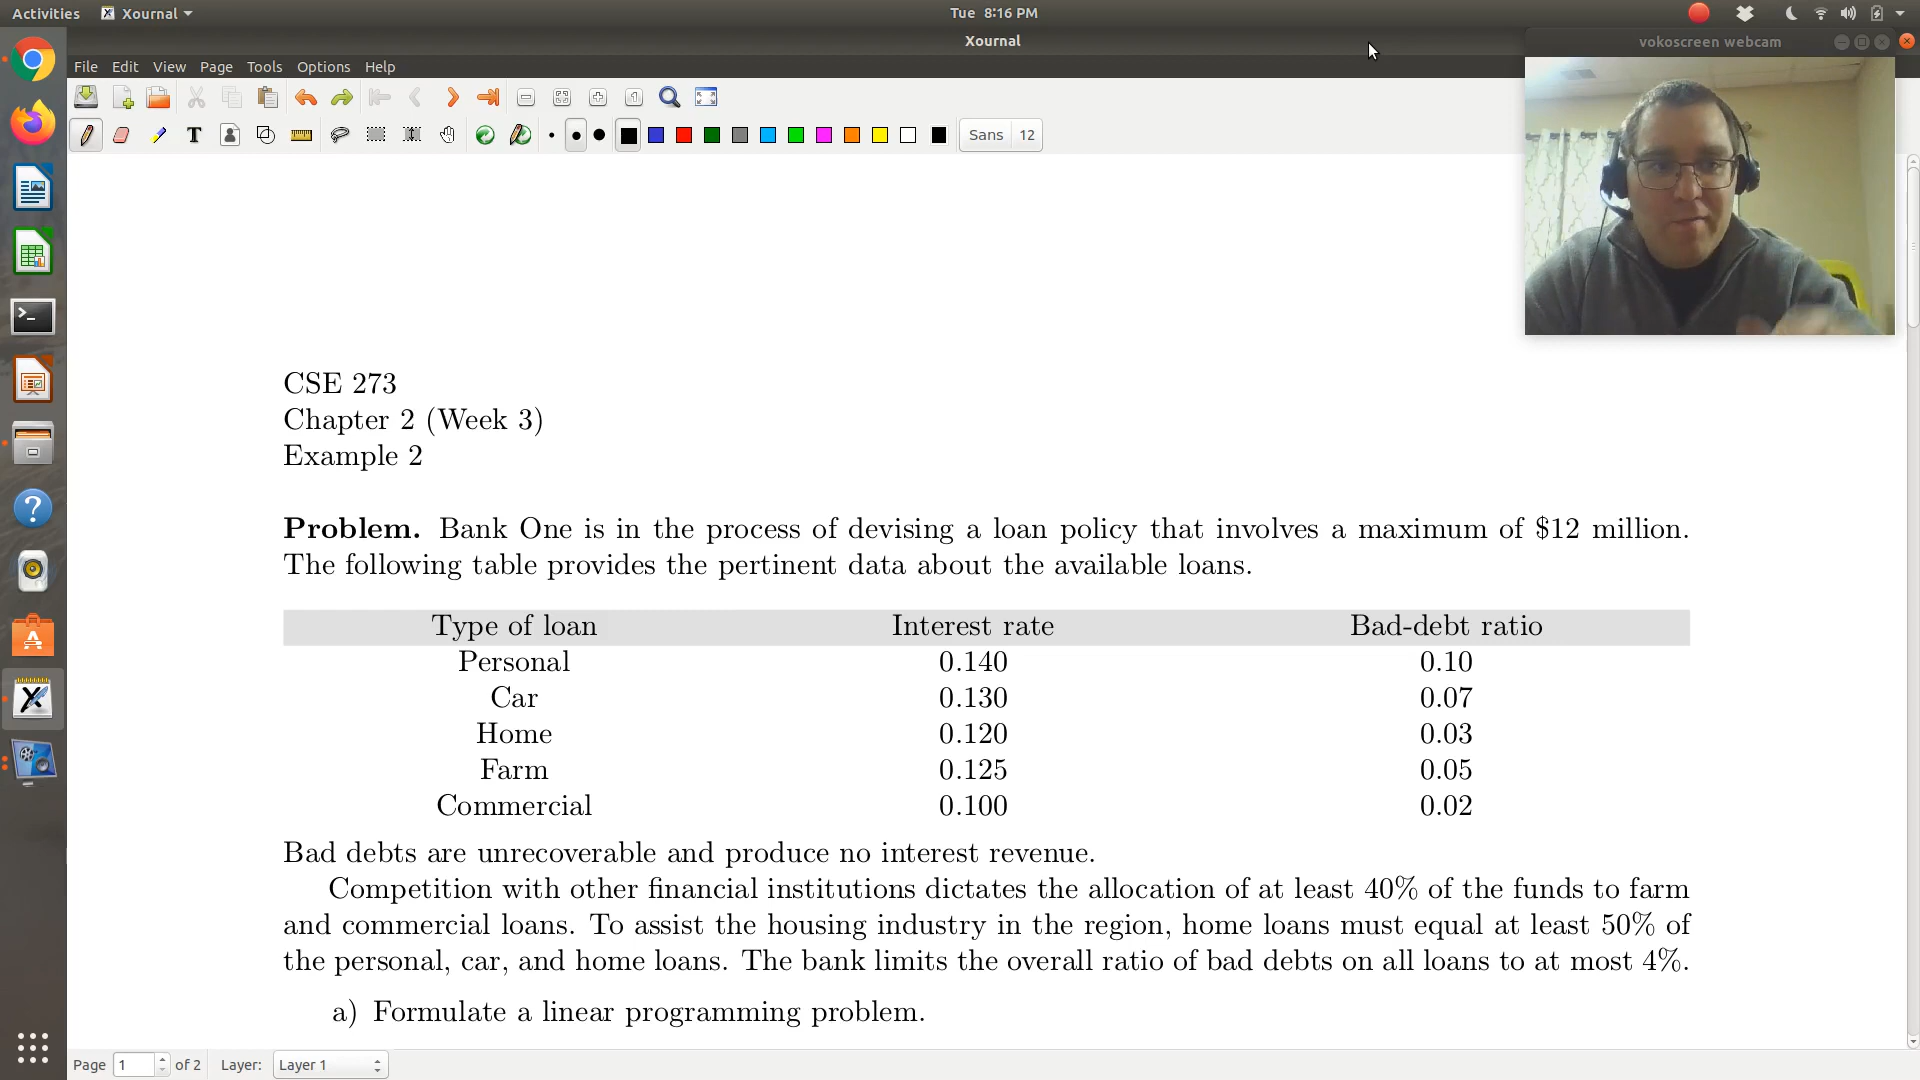 Activities Xournal Tue 8:16 PM
Xournal
vokoscreen webcam
File Edit View Page Tools Options Help
T Sans 12
CSE 273
Chapter 2 (Week 3)
Example 2
Problem. Bank One is in the process of devising a loan policy that involves a maximum of $12 million.
The following table provides the pertinent data about the available loans.
Type of loan Interest rate Bad-debt ratio
Personal 0.140 0.10
Car 0.130 0.07
Home 0.120 0.03
Farm 0.125 0.05
Commercial 0.100 0.02
Bad debts are unrecoverable and produce no interest revenue.
Competition with other financial institutions dictates the allocation of at least 40% of the funds to farm
and commercial loans. To assist the housing industry in the region, home loans must equal at least 50% of
the personal, car, and home loans. The bank limits the overall ratio of bad debts on all loans to at most 4%.
a) Formulate a linear programming problem.
Page 1 of 2 Layer: Layer 1